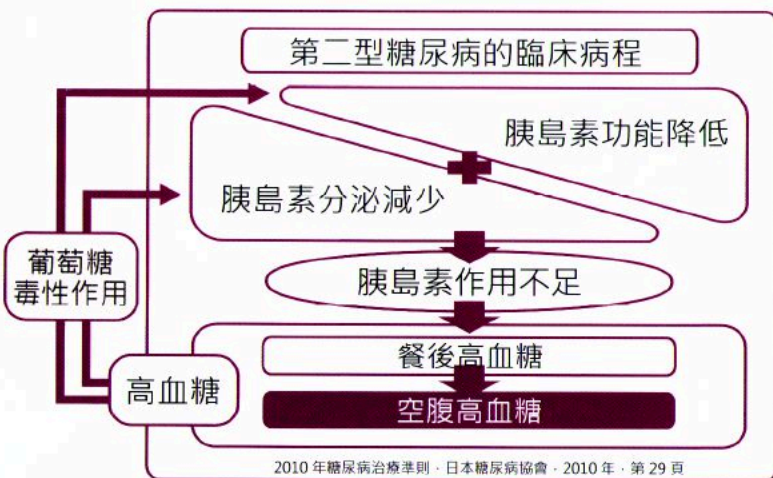 第二型糖尿病的臨床病程
胰島素功能降低
胰島素分泌減少
葡萄糖
毒性作用
胰島素作用不足
餐後高血糖
高血糖
空腹高血糖
2010年糖尿病治療準則．日本糖尿病協會．2010年．第29頁